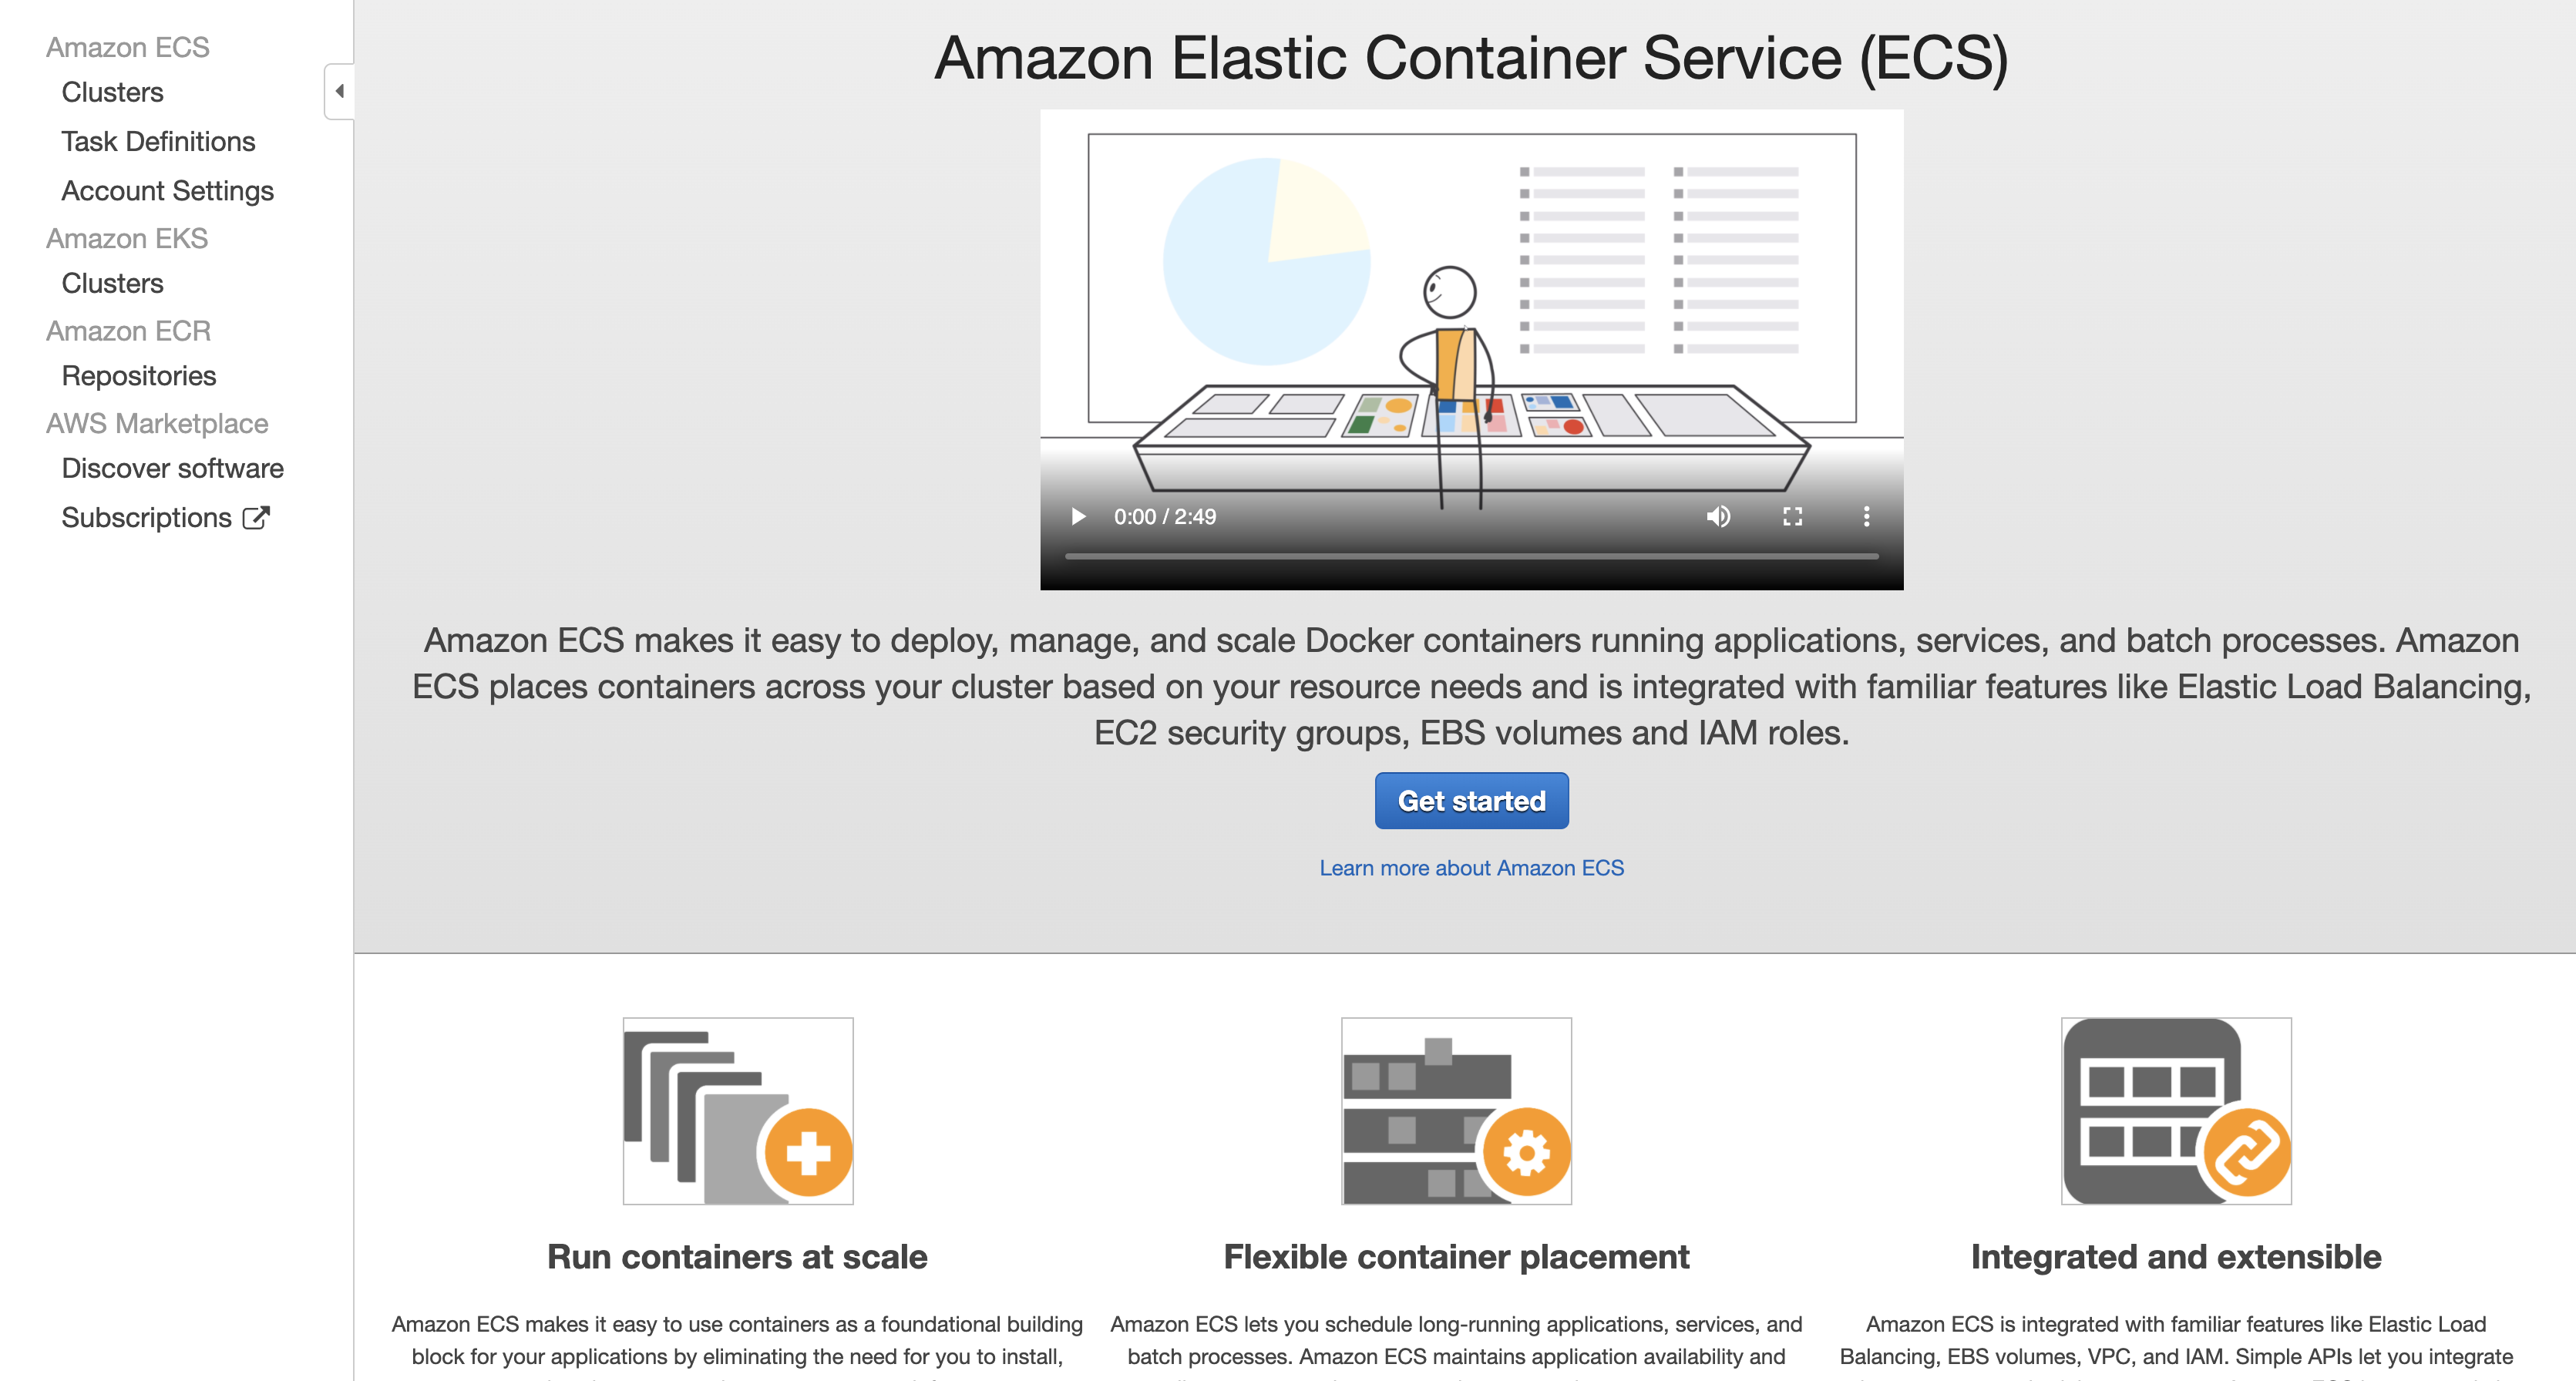 Amazon ECS
Clusters
Task Definitions
Account Settings
Amazon EKS
Clusters
Amazon ECR
Repositories
AWS Marketplace
Discover software
Subscriptions
Amazon Elastic Container Service (ECS)
0:00 / 2:49
Amazon ECS makes it easy to deploy, manage, and scale Docker containers running applications, services, and batch processes. Amazon
ECS places containers across your cluster based on your resource needs and is integrated with familiar features like Elastic Load Balancing,
EC2 security groups, EBS volumes and IAM roles.
Get started
Learn more about Amazon ECS
Run containers at scale
Amazon ECS makes it easy to use containers as a foundational building
block for your applications by eliminating the need for you to install,
Flexible container placement
Amazon ECS lets you schedule long-running applications, services, and
batch processes. Amazon ECS maintains application availability and
Integrated and extensible
Amazon ECS is integrated with familiar features like Elastic Load
Balancing, EBS volumes, VPC, and IAM. Simple APIs let you integrate